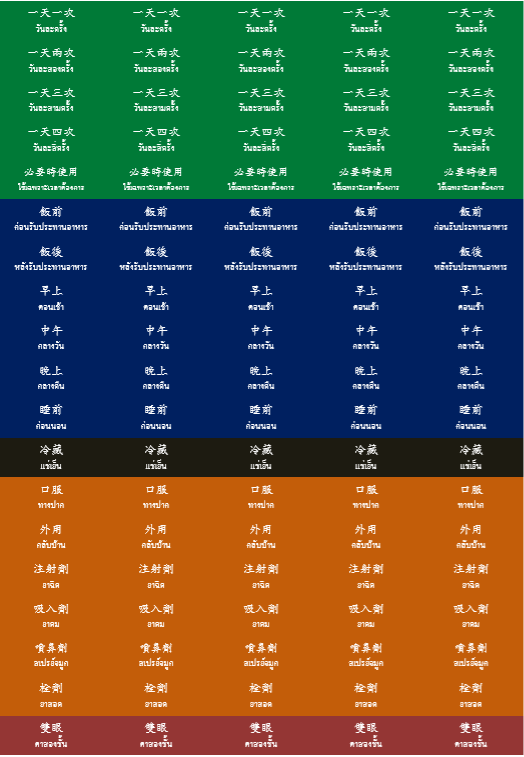 一天一次 一天一次 一天一次 一天一次 一天一次
วันละครั้ง วันละครั้ง วันละครั้ง วันละครั้ง วันละครั้ง
一天兩次 一天兩次 一天兩次 一天兩次 一天兩次
วันละสองครั้ง วันละสองครั้ง วันละสองครั้ง วันละสองครั้ง วันละสองครั้ง
一天三次 一天三次 一天三次 一天三次 一天三次
วันละสามครั้ง วันละสามครั้ง วันละสามครั้ง วันละสามครั้ง วันละสามครั้ง
一天四次 一天四次 一天四次 一天四次 一天四次
วันละสี่ครั้ง วันละสี่ครั้ง วันละสี่ครั้ง วันละสี่ครั้ง วันละสี่ครั้ง
必要時使用 必要時使用 必要時使用 必要時使用 必要時使用
ใช้เฉพาะเวลาต้องการ ใช้เฉพาะเวลาต้องการ ใช้เฉพาะเวลาต้องการ ใช้เฉพาะเวลาต้องการ ใช้เฉพาะเวลาต้องการ
飯前 飯前 飯前 飯前 飯前
ก่อนรับประทานอาหาร ก่อนรับประทานอาหาร ก่อนรับประทานอาหาร ก่อนรับประทานอาหาร ก่อนรับประทานอาหาร
飯後 飯後 飯後 飯後 飯後
หลังรับประทานอาหาร หลังรับประทานอาหาร หลังรับประทานอาหาร หลังรับประทานอาหาร หลังรับประทานอาหาร
早上 早上 早上 早上 早上
ตอนเช้า ตอนเช้า ตอนเช้า ตอนเช้า ตอนเช้า
中午 中午 中午 中午 中午
กลางวัน กลางวัน กลางวัน กลางวัน กลางวัน
晚上 晚上 晚上 晚上 晚上
กลางคืน กลางคืน กลางคืน กลางคืน กลางคืน
睡前 睡前 睡前 睡前 睡前
ก่อนนอน ก่อนนอน ก่อนนอน ก่อนนอน ก่อนนอน
冷藏 冷藏 冷藏 冷藏 冷藏
แช่เย็น แช่เย็น แช่เย็น แช่เย็น แช่เย็น
口服 口服 口服 口服 口服
ทางปาก ทางปาก ทางปาก ทางปาก ทางปาก
外用 外用 外用 外用 外用
กลับบ้าน กลับบ้าน กลับบ้าน กลับบ้าน กลับบ้าน
注射劑 注射劑 注射劑 注射劑 注射劑
ยาฉีด ยาฉีด ยาฉีด ยาฉีด ยาฉีด
吸入劑 吸入劑 吸入劑 吸入劑 吸入劑
ยาดม ยาดม ยาดม ยาดม ยาดม
噴鼻劑 噴鼻劑 噴鼻劑 噴鼻劑 噴鼻劑
สเปรย์จมูก สเปรย์จมูก สเปรย์จมูก สเปรย์จมูก สเปรย์จมูก
栓劑 栓劑 栓劑 栓劑 栓劑
ยาสอด ยาสอด ยาสอด ยาสอด ยาสอด
雙眼 雙眼 雙眼 雙眼 雙眼
ตาสองชั้น ตาสองชั้น ตาสองชั้น ตาสองชั้น ตาสองชั้น